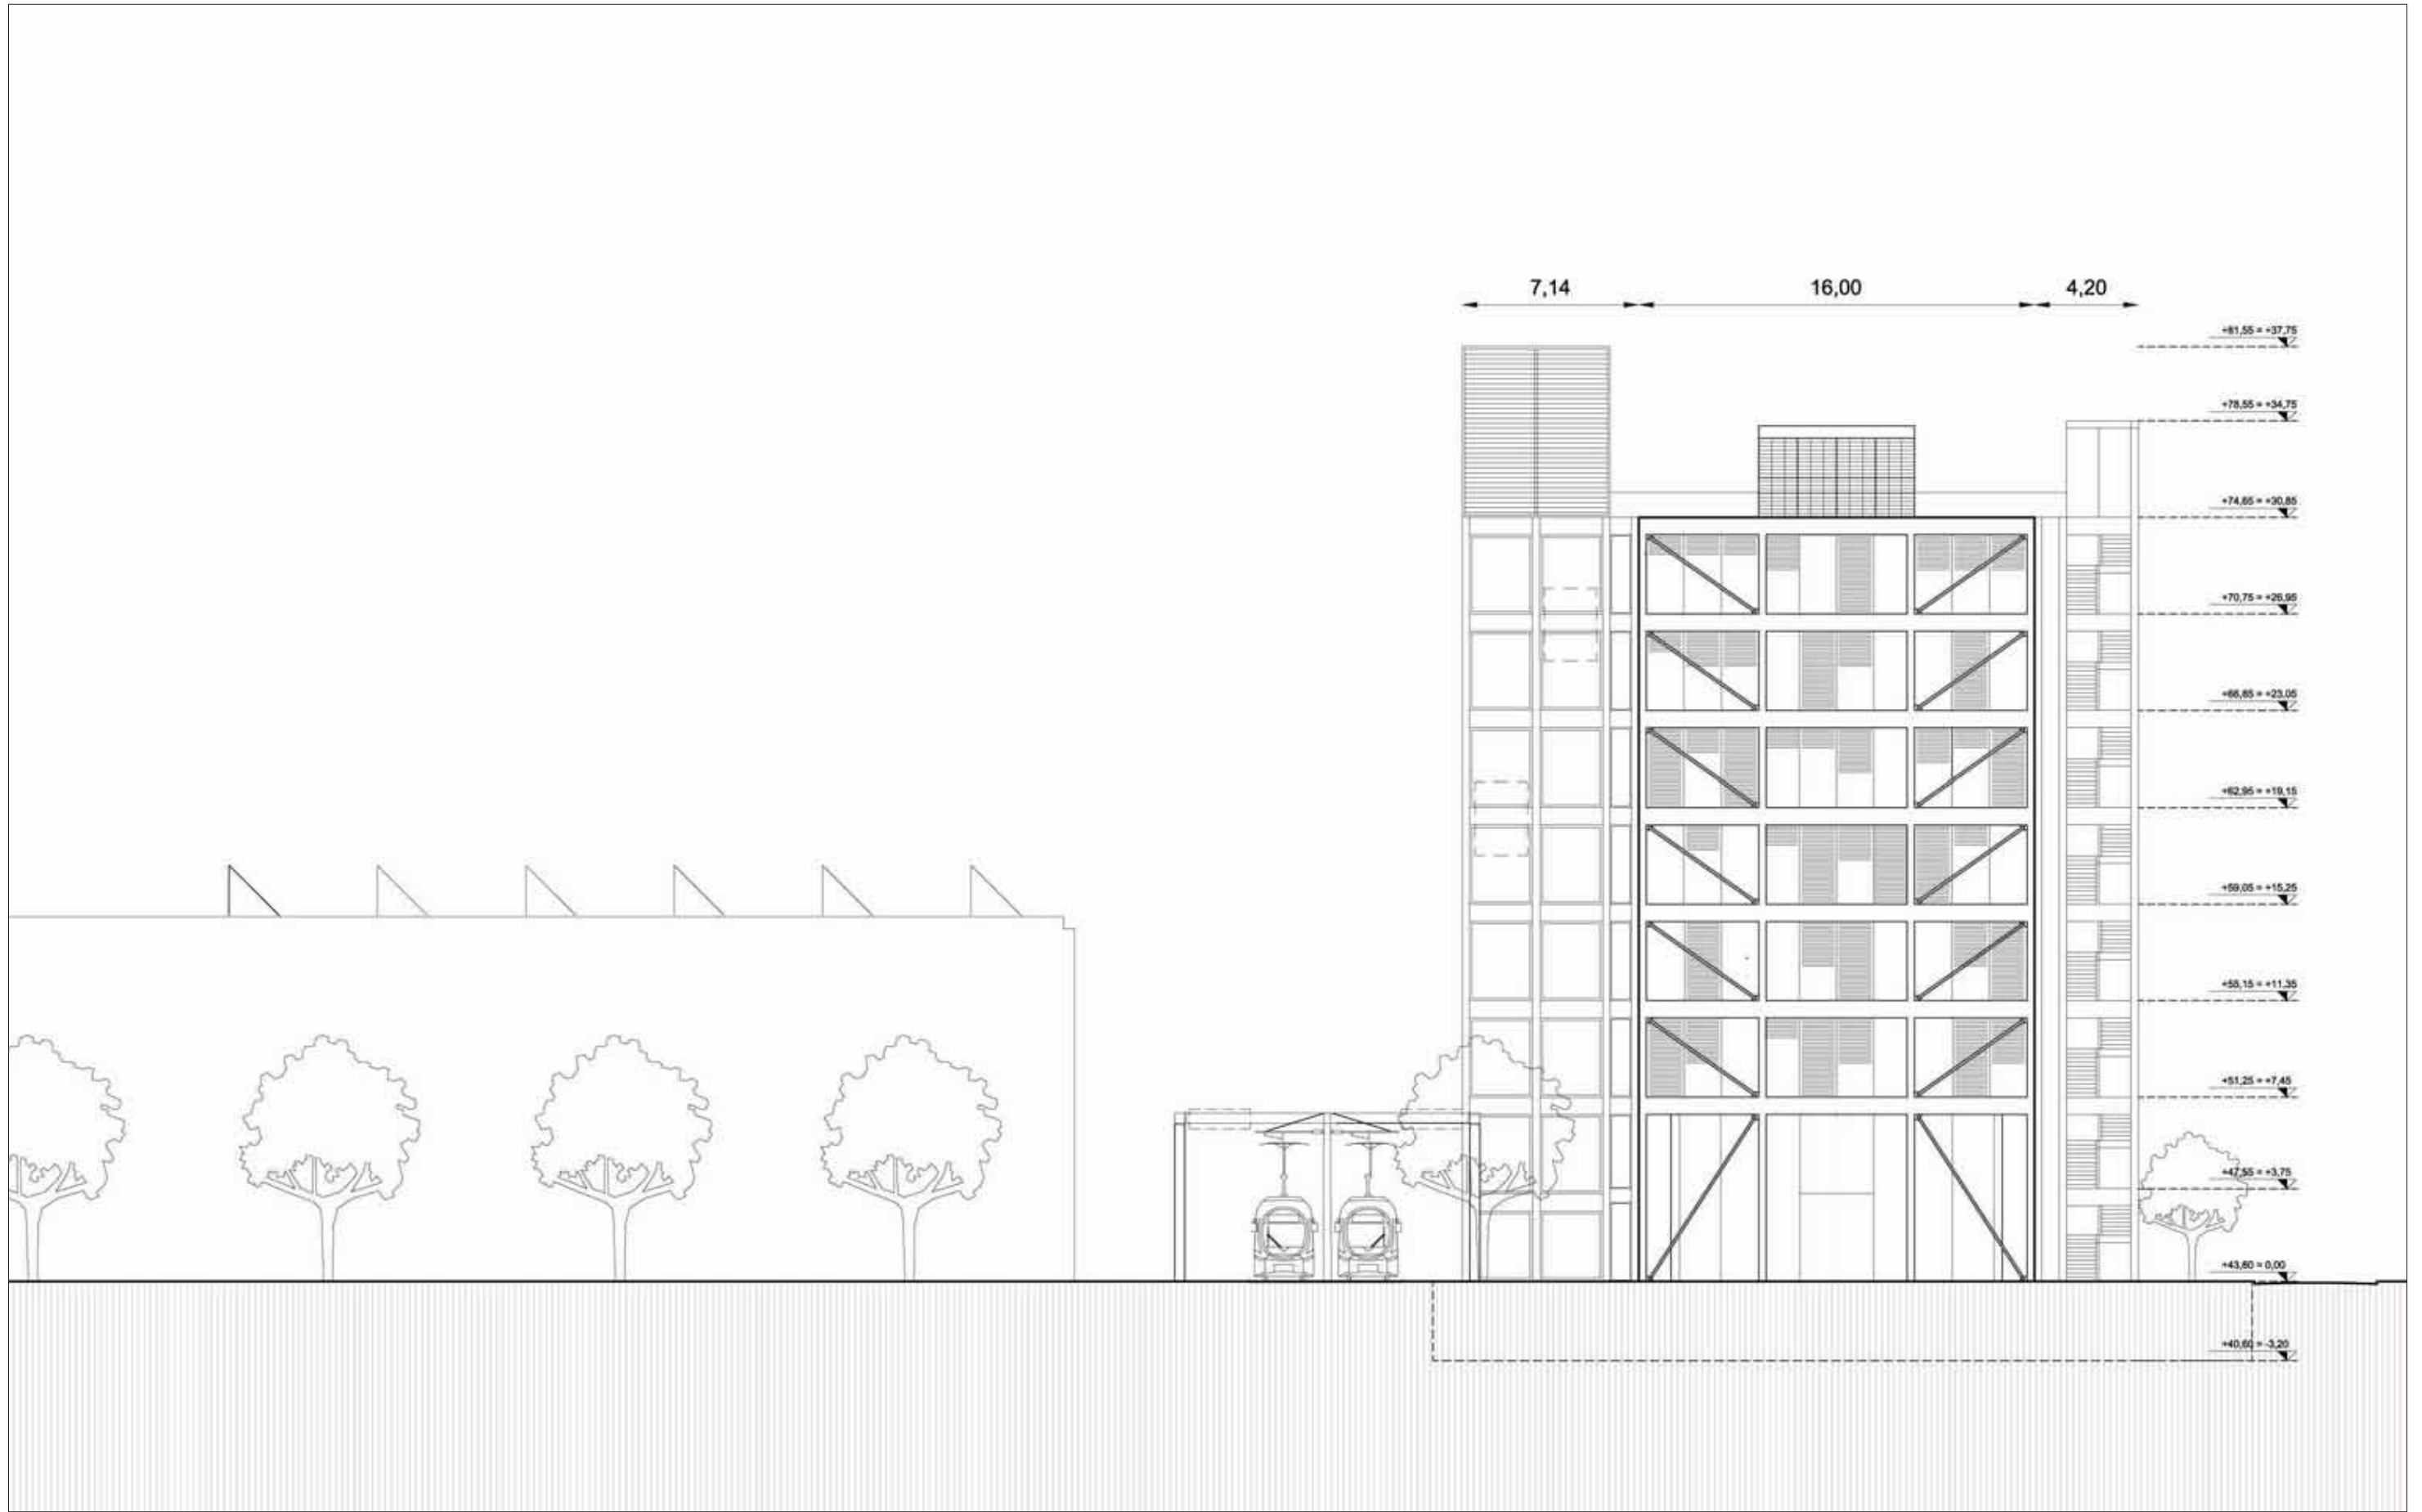 7,14
16,00
4,20
+81,55 = +37,75
+78,55 = +34,75
+74,65 = +30,85
+70,75 = +26,95
+66,85 = +23,05
+62,95 = +19,15
+59,05 = +15,25
+55,15 = +11,35
+51,25 = +7,45
+47,55 = +3,75
+43,80 = 0,00
+40,60 = -3,20